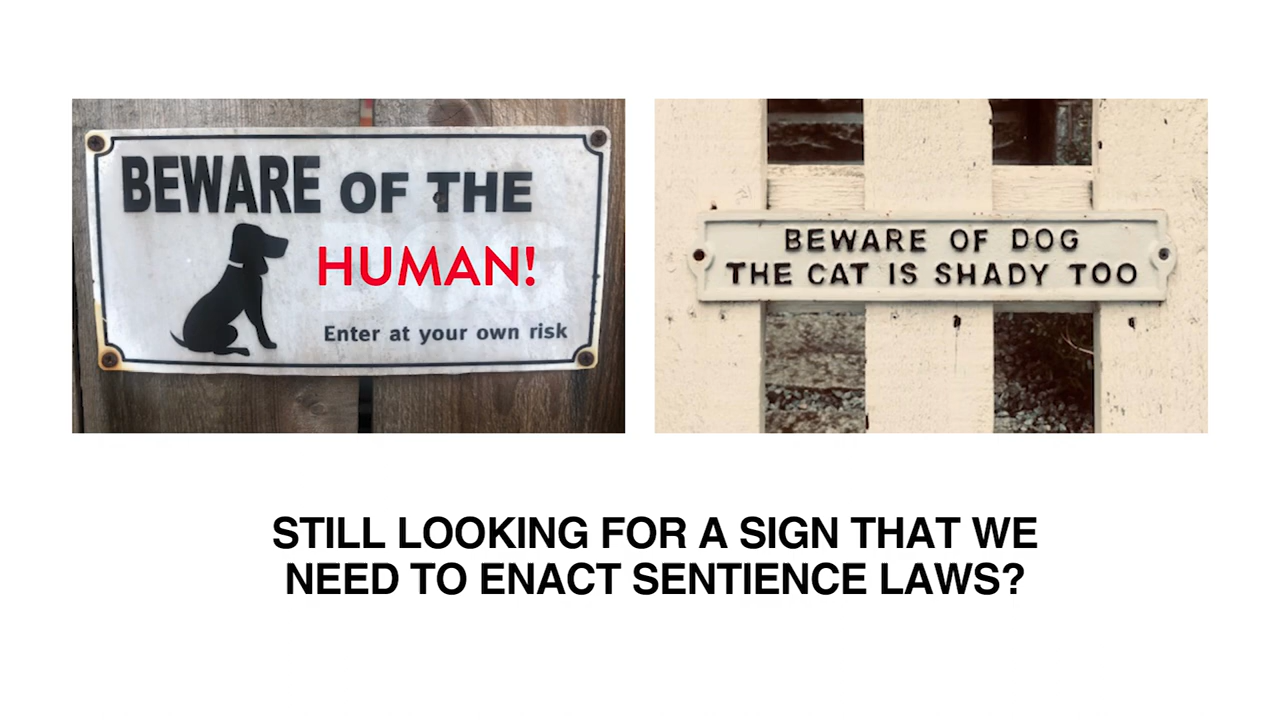 BEWARE OF THE
HUMAN!
Enter at your own risk
BEWARE OF DOG
THE CAT IS SHADY TOO
STILL LOOKING FOR A SIGN THAT WE
NEED TO ENACT SENTIENCE LAWS?